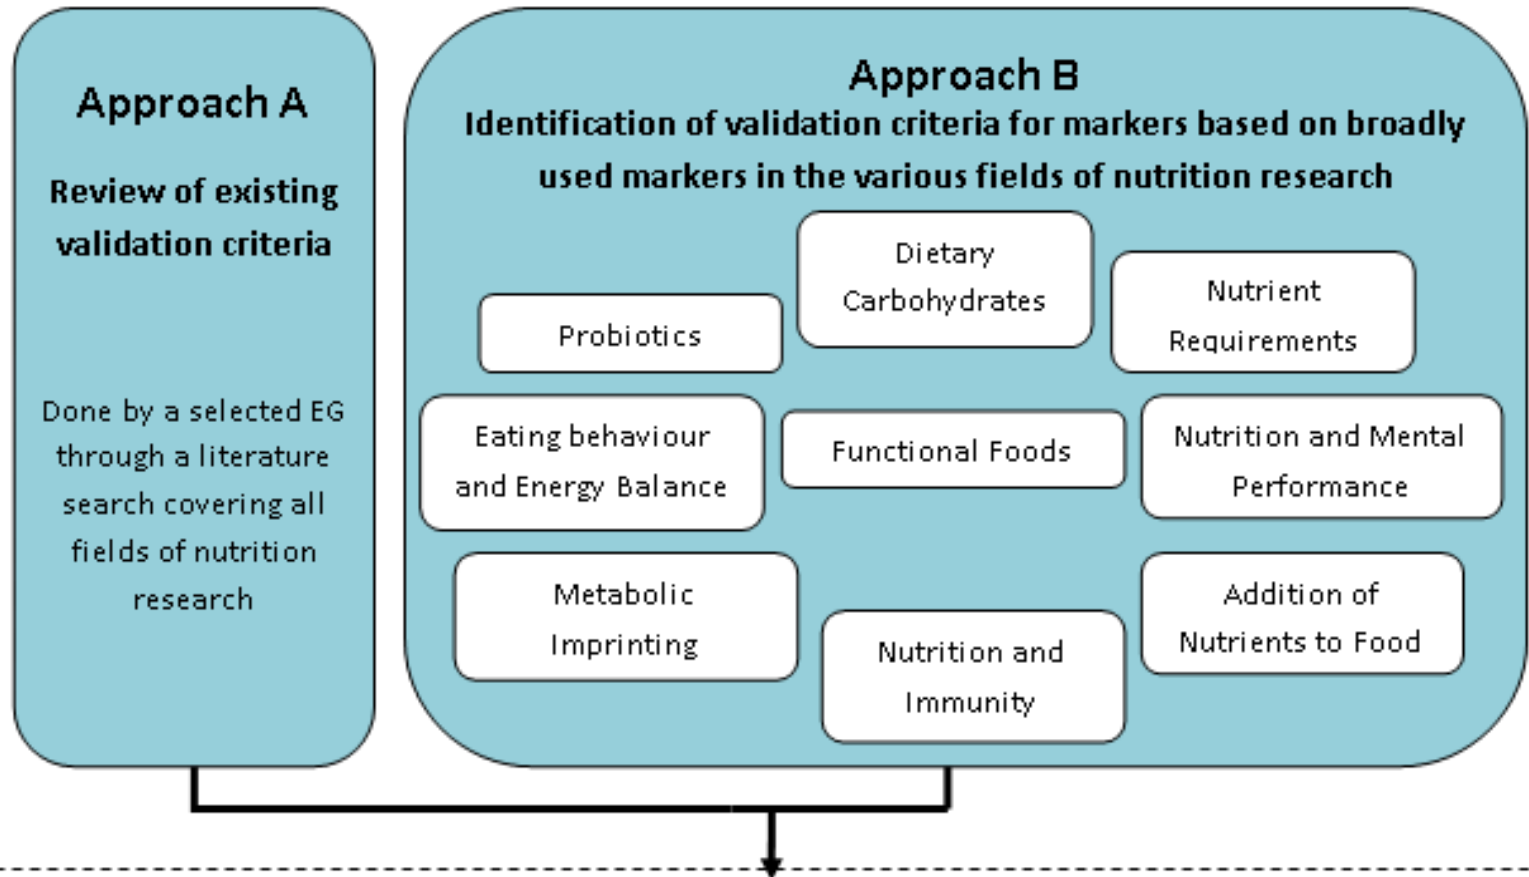 Approach A
Review of existing
validation criteria
Done by a selected EG
through a literature
search covering all
fields of nutrition
research
Approach B
Identification of validation criteria for markers based on broadly
used markers in the various fields of nutrition research
Dietary
Carbohydrates
Nutrient
Requirements
Probiotics
Eating behaviour
and Energy Balance
Functional Foods
Nutrition and Mental
Performance
Metabolic
Imprinting
Nutrition and
Immunity
Addition of
Nutrients to Food